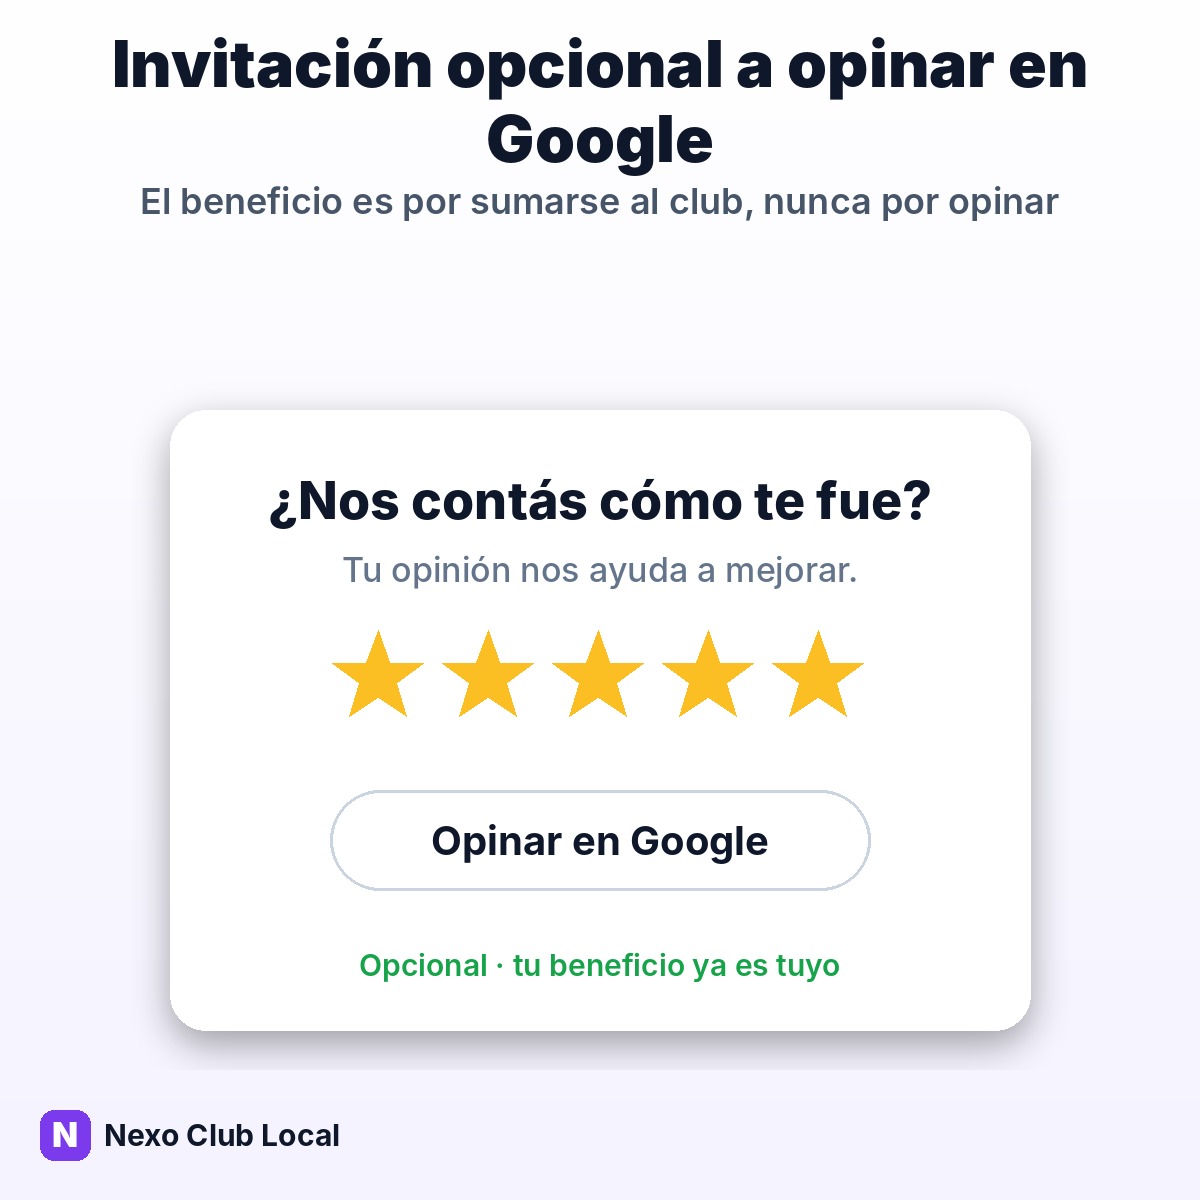 Invitación opcional a opinar en
Google
El beneficio es por sumarse al club, nunca por opinar
¿Nos contás cómo te fue?
Tu opinión nos ayuda a mejorar.
Opinar en Google
Opcional · tu beneficio ya es tuyo
N Nexo Club Local